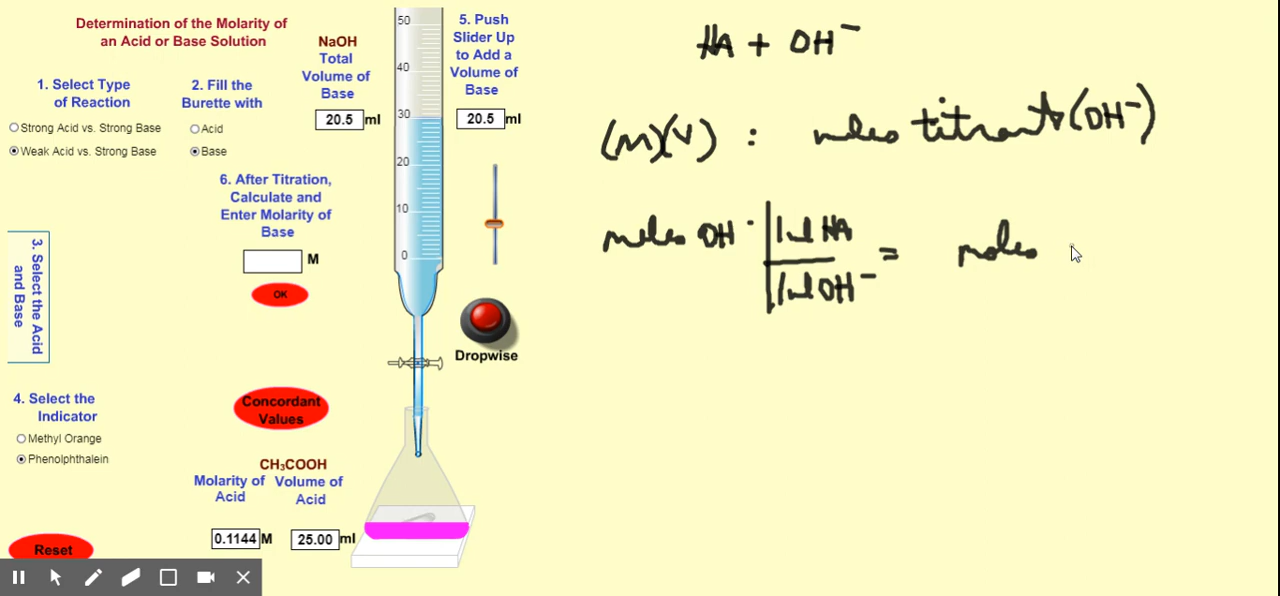 Determination of the Molarity of
an Acid or Base Solution
1. Select Type
of Reaction
Strong Acid vs. Strong Base
Weak Acid vs. Strong Base
2. Fill the
Burette with
Acid
Base
NaOH
Total
Volume of
Base
20.5 ml
50
40
30
20
10
0
5. Push
Slider Up
to Add a
Volume of
Base
20.5 ml
6. After Titration,
Calculate and
Enter Molarity of
Base
M
OK
3. Select the Acid
and Base
Dropwise
4. Select the
Indicator
Methyl Orange
Phenolphthalein
Concordant
Values
CH₃COOH
Molarity of
Acid
Volume of
Acid
0.1144 M
25.00 ml
Reset
HA + OH⁻
(M)(V) : moles titrant (OH⁻)
moles OH⁻ | 1 mol HA
1 mol OH⁻ = moles